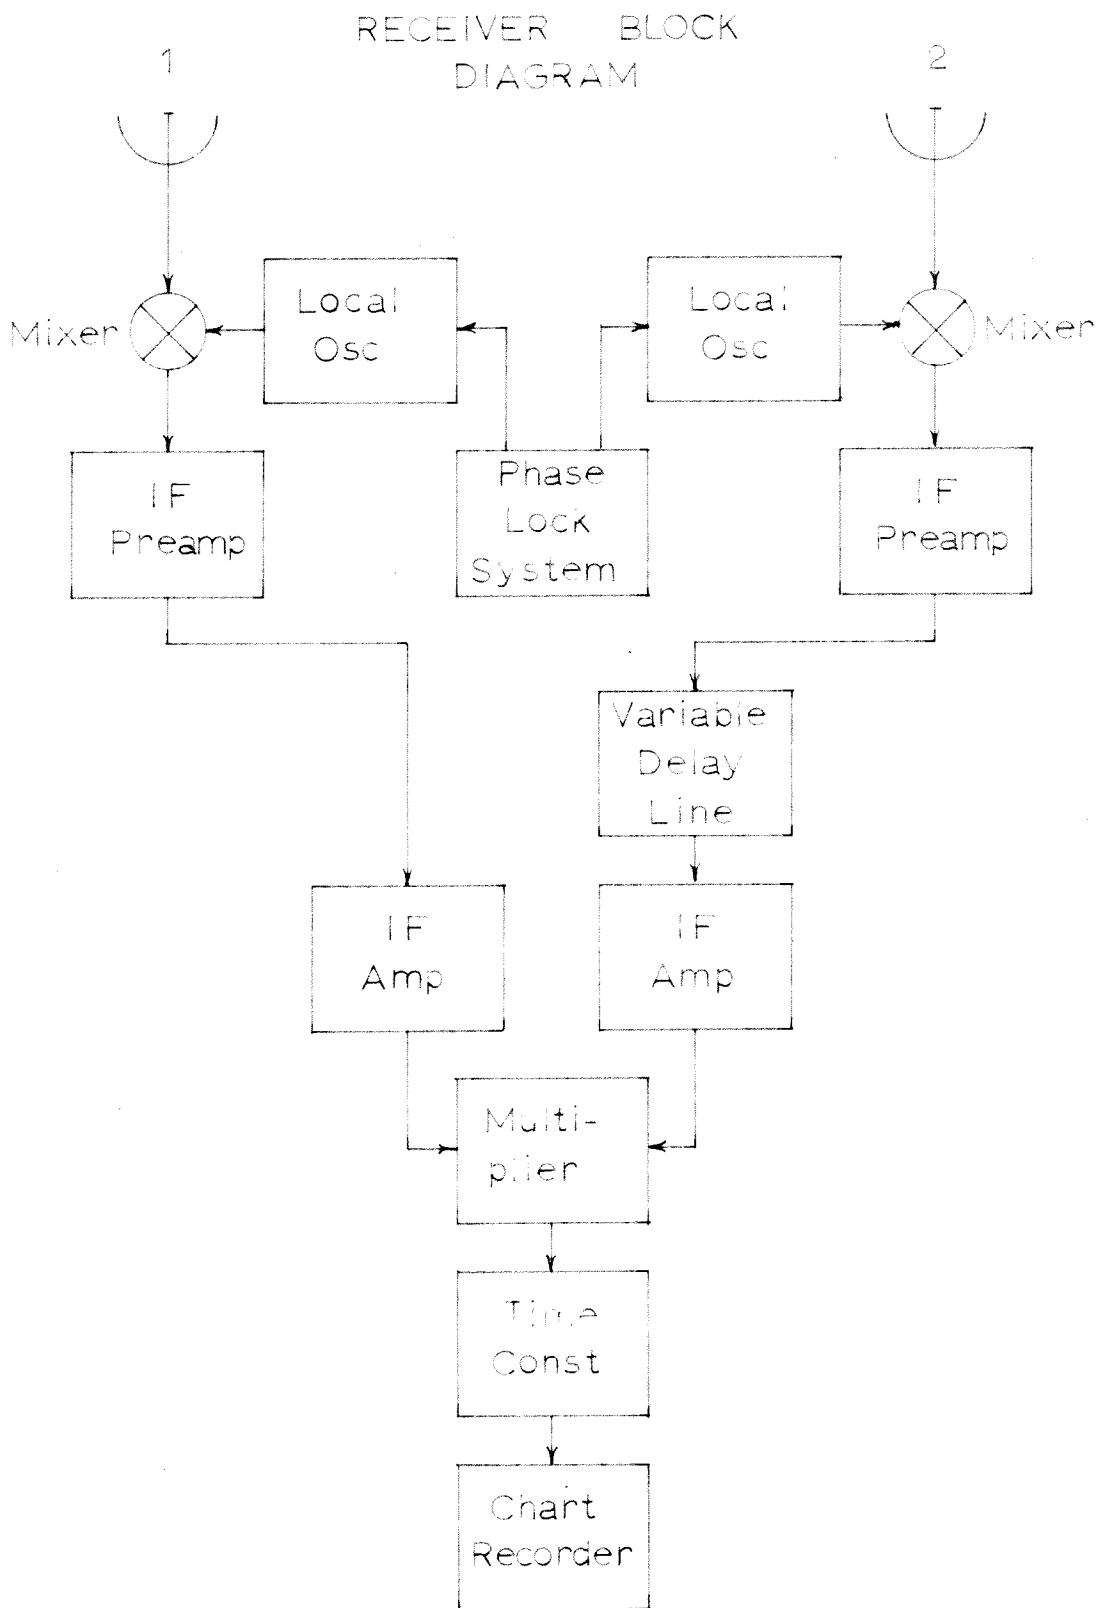 RECEIVER BLOCK
DIAGRAM
1
2
Mixer
Local
Osc
Local
Osc
Mixer
IF
Preamp
Phase
Lock
System
IF
Preamp
Variable
Delay
Line
IF
Amp
IF
Amp
Multi-
plier
Time
Const
Chart
Recorder